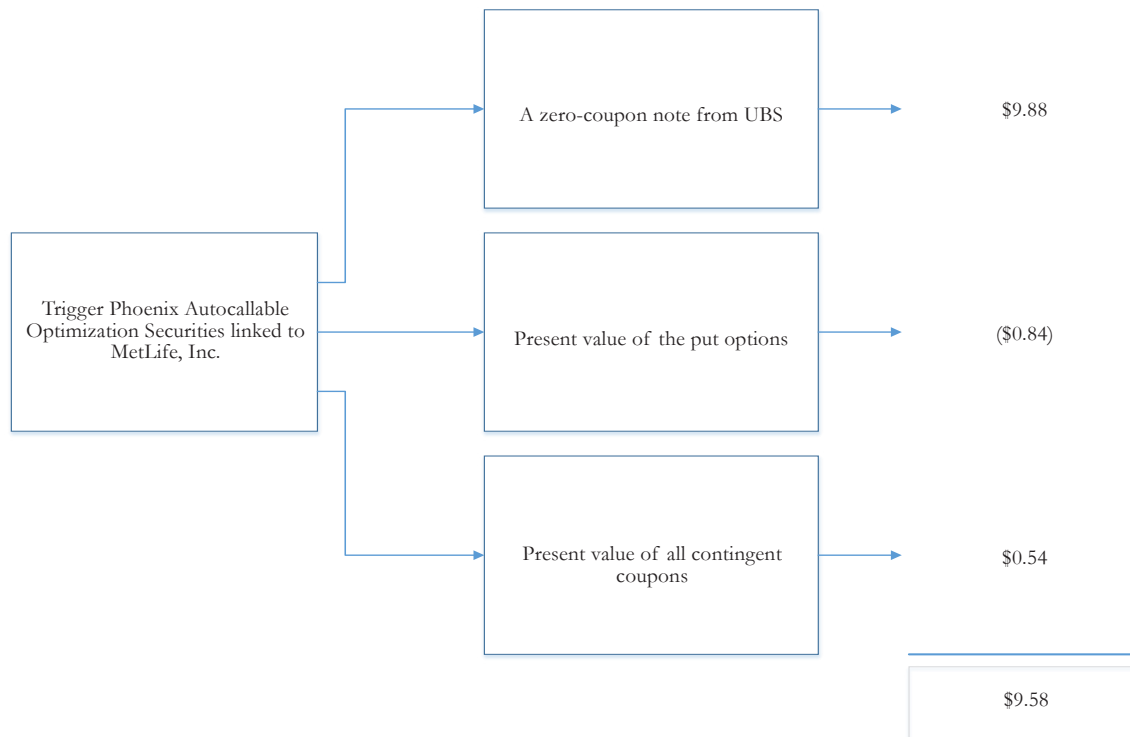 A zero-coupon note from UBS
$9.88
Trigger Phoenix Autocallable
Optimization Securities linked to
MetLife, Inc.
Present value of the put options
($0.84)
Present value of all contingent
coupons
$0.54
$9.58